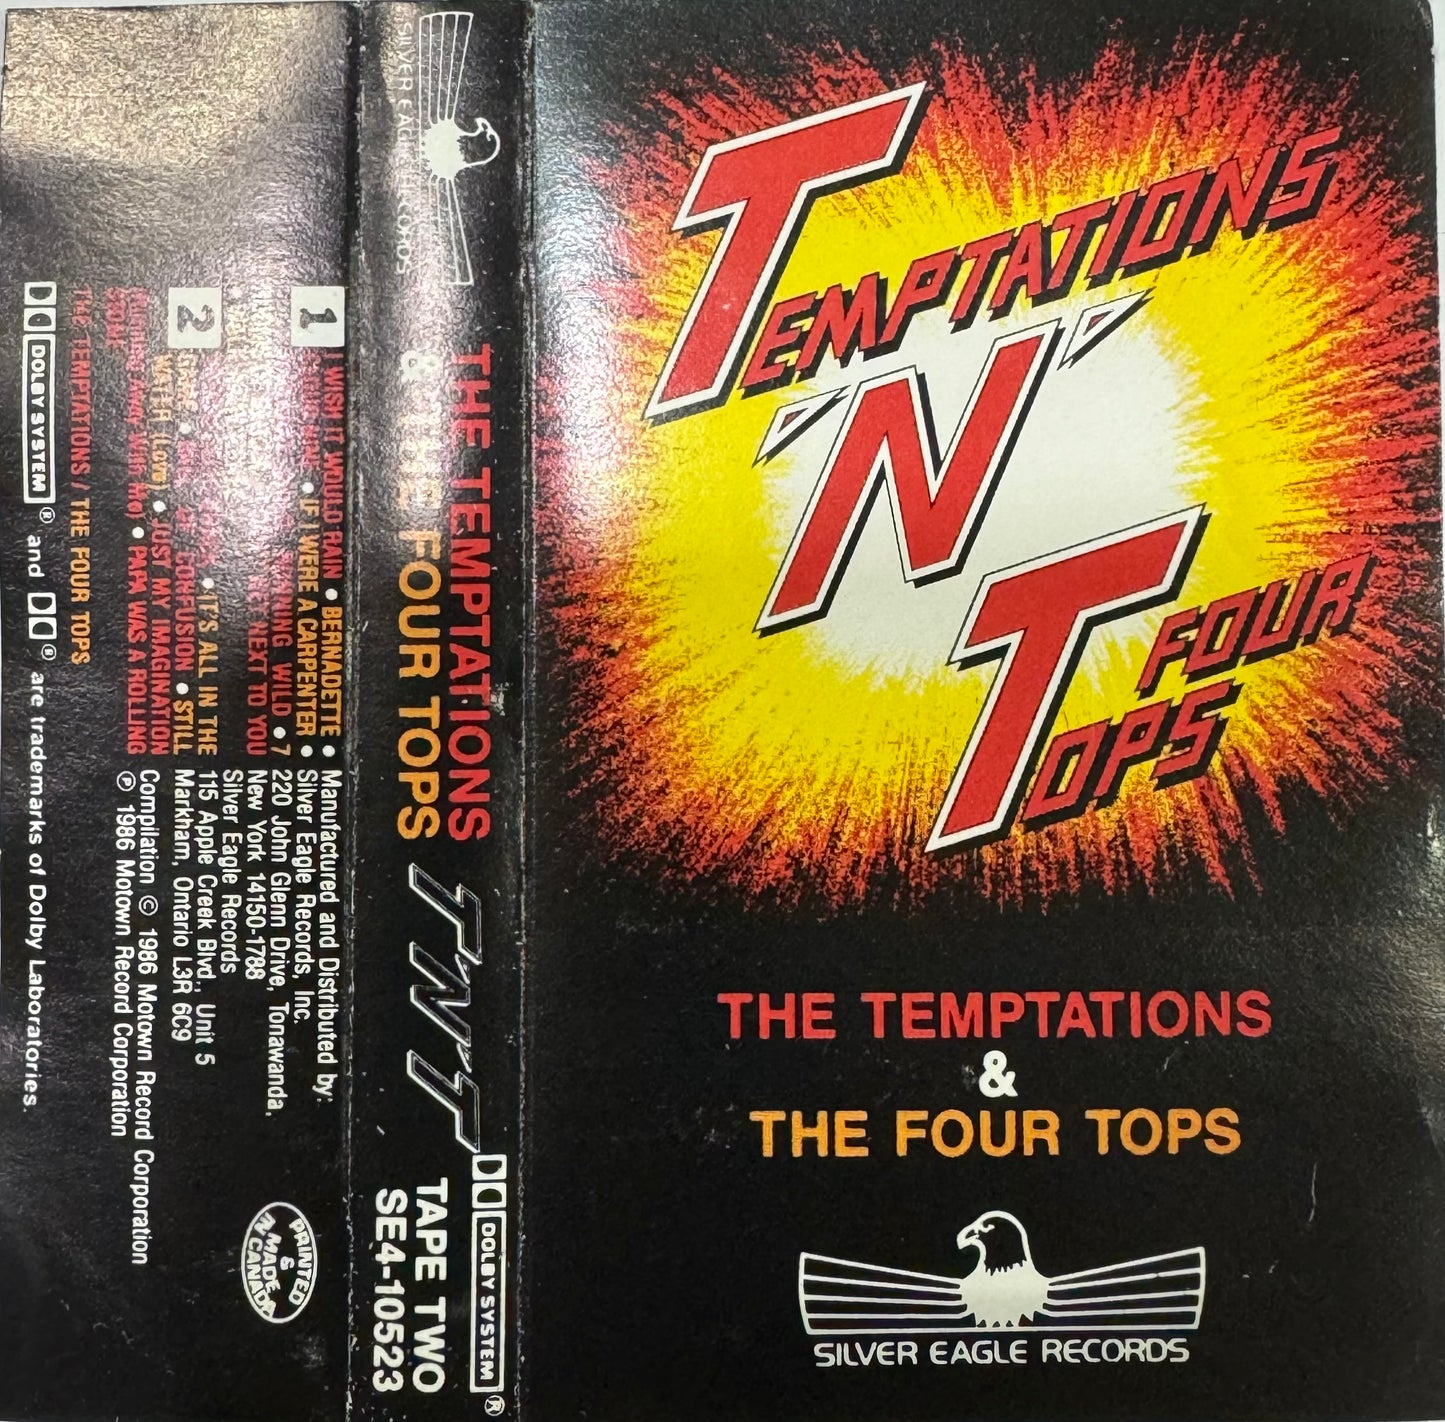 TEMPTATIONS
"N"
T
FOUR
TOPS
THE TEMPTATIONS
&
THE FOUR TOPS
SILVER EAGLE RECORDS
SILVER EAGLE RECORDS
THE TEMPTATIONS
& THE FOUR TOPS
T'N'T
DOLBY SYSTEM ®
TAPE TWO
SE4-10523
1
I WISH IT WOULD RAIN • BERNADETTE •
• IF I WERE A CARPENTER •
WILD • 7
NEXT TO YOU
2
• IT'S ALL IN THE
CONFUSION • STILL
WATER (LOVE) • JUST MY IMAGINATION
AWAY WITH ME) • PAPA WAS A ROLLING
STONE
THE TEMPTATIONS / THE FOUR TOPS
Manufactured and Distributed by:
Silver Eagle Records, Inc.
220 John Glenn Drive, Tonawanda,
New York 14150-1788
Silver Eagle Records
115 Apple Creek Blvd., Unit 5
Markham, Ontario L3R 6C9
Compilation © 1986 Motown Record Corporation
℗ 1986 Motown Record Corporation
PRINTED
&
MADE
IN CANADA
DOLBY SYSTEM ® and ® are trademarks of Dolby Laboratories.